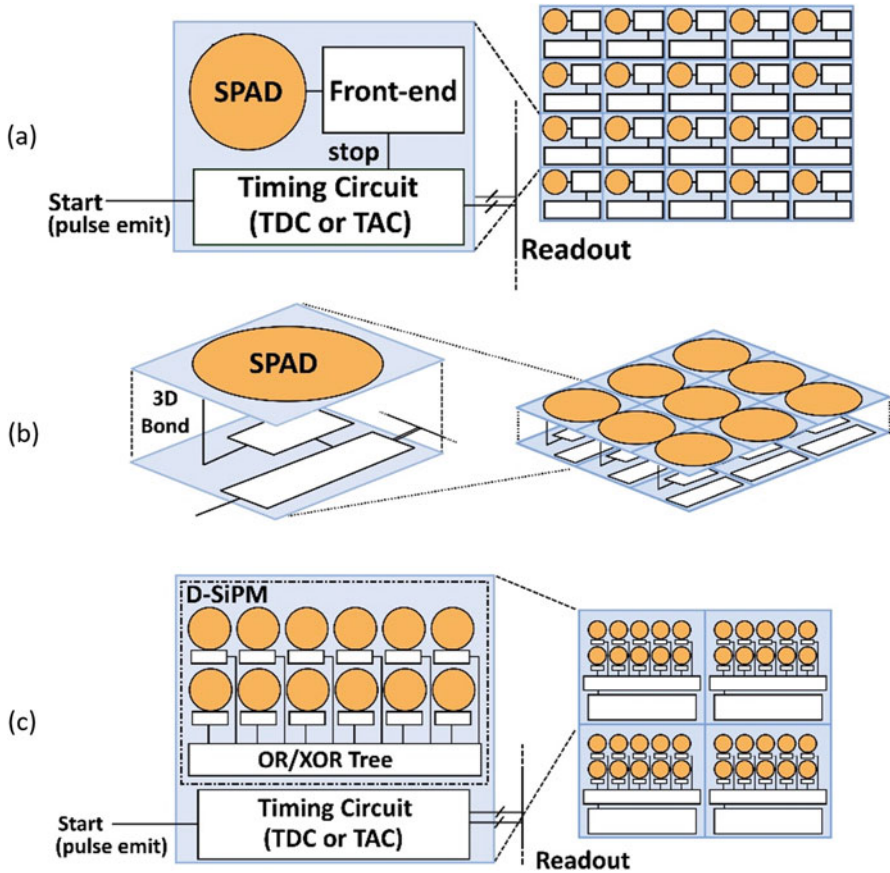 (a)
SPAD
Front-end
stop
Start
(pulse emit)
Timing Circuit
(TDC or TAC)
Readout
(b)
SPAD
3D
Bond
(c)
D-SiPM
OR/XOR Tree
Start
(pulse emit)
Timing Circuit
(TDC or TAC)
Readout